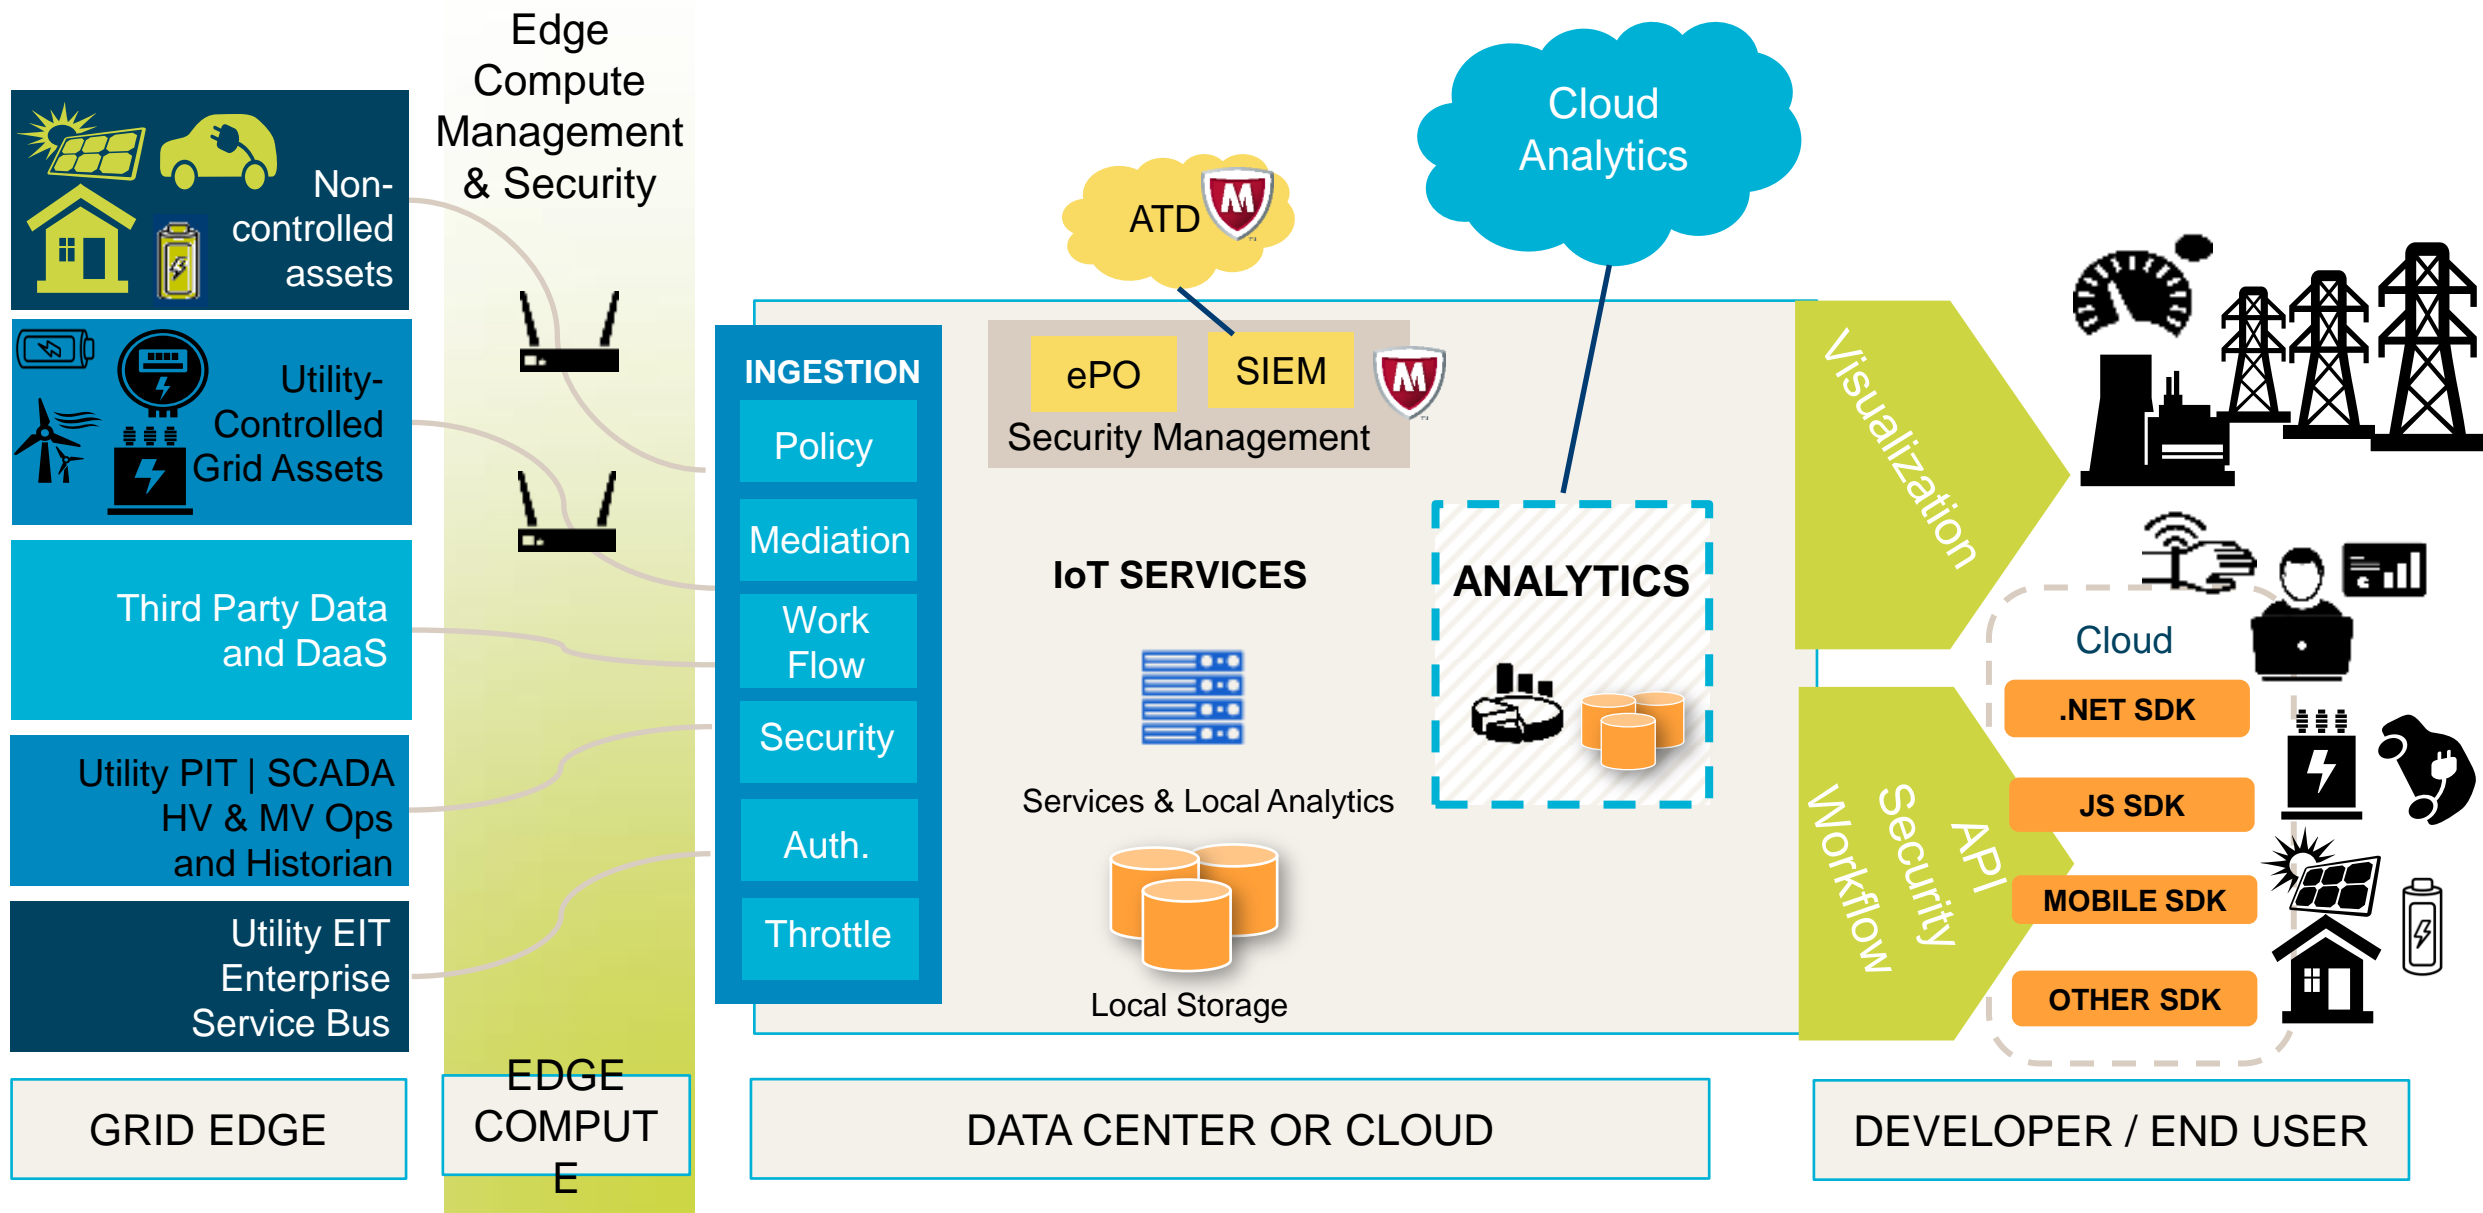 Edge
Compute
Management
& Security
Non-
controlled
assets
Utility-
Controlled
Grid Assets
Third Party Data
and DaaS
Utility PIT | SCADA
HV & MV Ops
and Historian
Utility EIT
Enterprise
Service Bus
INGESTION
Policy
Mediation
Work
Flow
Security
Auth.
Throttle
ATD
Cloud
Analytics
ePO
SIEM
Security Management
IoT SERVICES
Services & Local Analytics
Local Storage
ANALYTICS
Visualization
API
Security
Workflow
Cloud
.NET SDK
JS SDK
MOBILE SDK
OTHER SDK
GRID EDGE
EDGE
COMPUT
E
DATA CENTER OR CLOUD
DEVELOPER / END USER